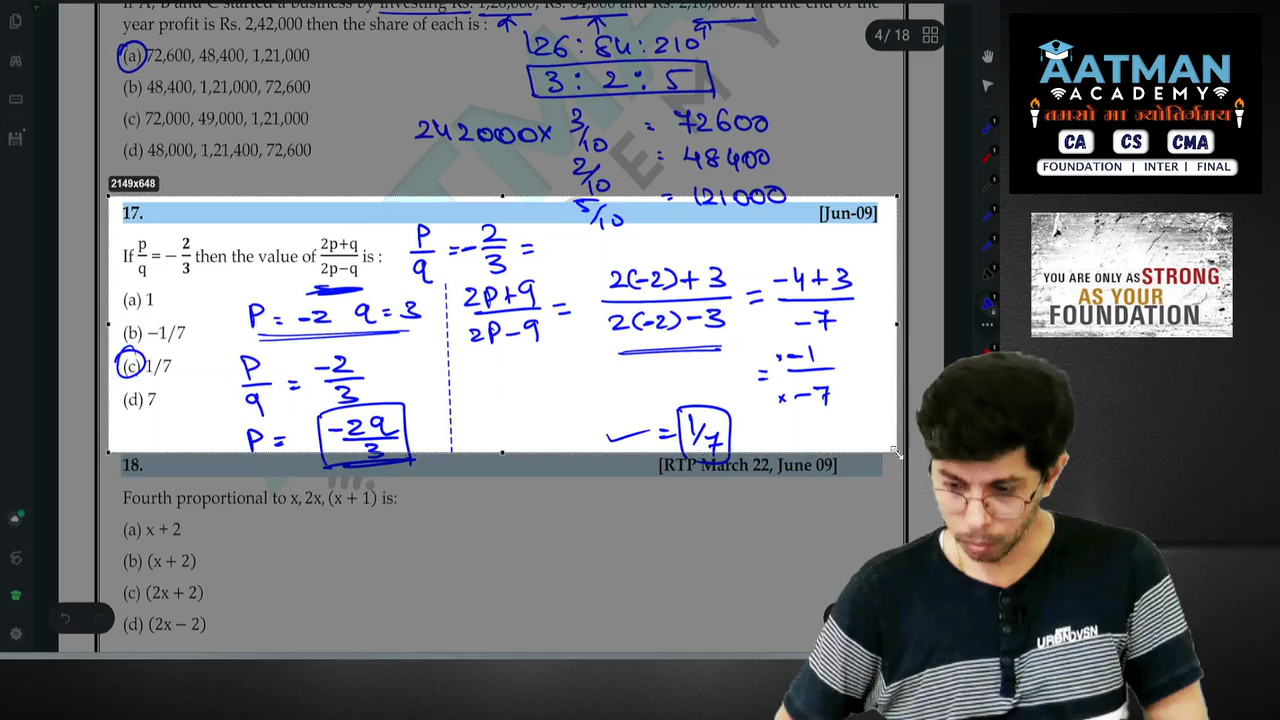 year profit is Rs. 2,42,000 then the share of each is :
(a) 72,600, 48,400, 1,21,000
(b) 48,400, 1,21,000, 72,600
(c) 72,000, 49,000, 1,21,000
(d) 48,000, 1,21,400, 72,600
126 : 84 : 210
3 : 2 : 5
242000 × 3/10 = 72600
2/10 = 48400
5/10 = 121000
4 / 18
2149x648
17. [Jun-09]
If p/q = − 2/3 then the value of 2p+q/2p−q is :
(a) 1
(b) −1/7
(c) 1/7
(d) 7
P/q = -2/3 =
P = -2 q = 3
P/q = -2/3
P = -2q/3
2P+q/2P-q = 2(-2)+3/2(-2)-3 = -4+3/-7
= -1/-7
= 1/7
18. [RTP March 22, June 09]
Fourth proportional to x, 2x, (x + 1) is:
(a) x + 2
(b) (x + 2)
(c) (2x + 2)
(d) (2x − 2)
AATMAN
ACADEMY
तमसो मा ज्योतिर्गमय
CA CS CMA
FOUNDATION | INTER | FINAL
YOU ARE ONLY AS STRONG
AS YOUR
FOUNDATION
URBNDVSN